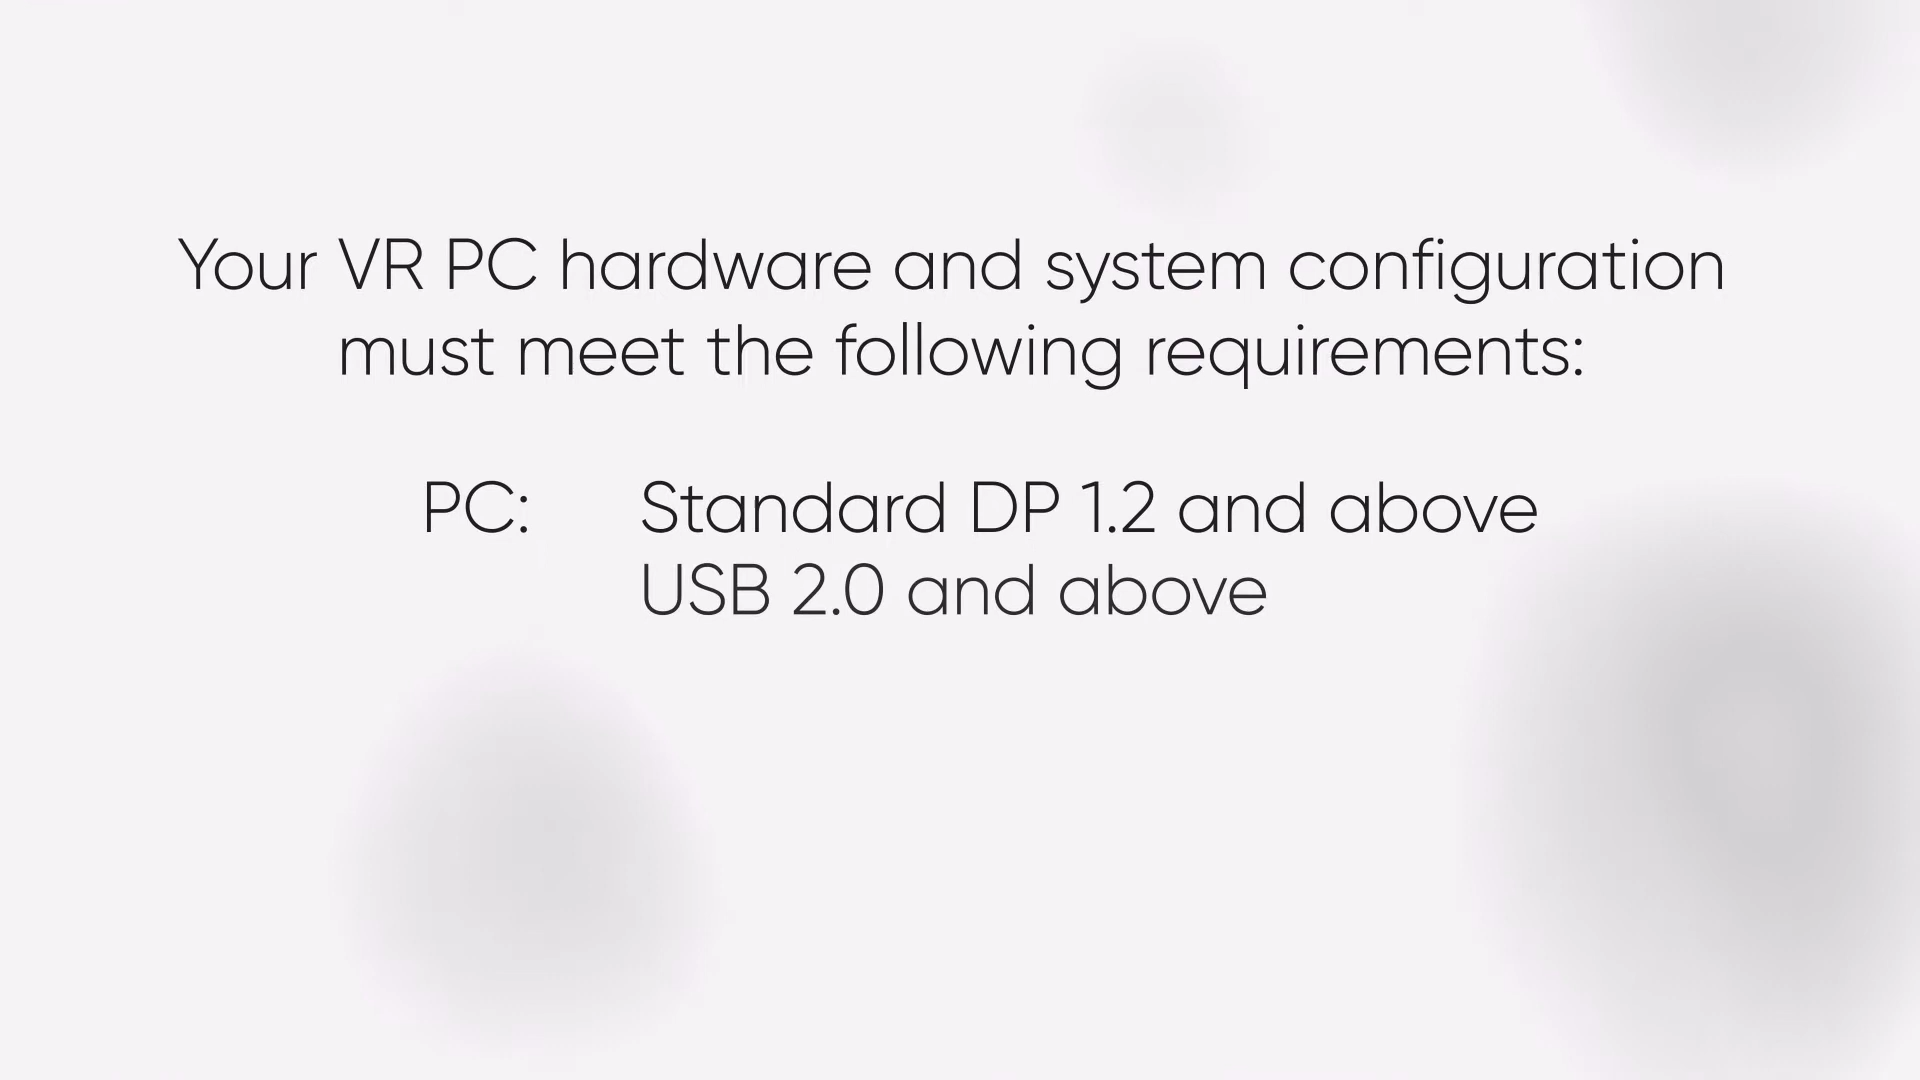 Your VR PC hardware and system configuration
must meet the following requirements:
PC: Standard DP 1.2 and above
USB 2.0 and above